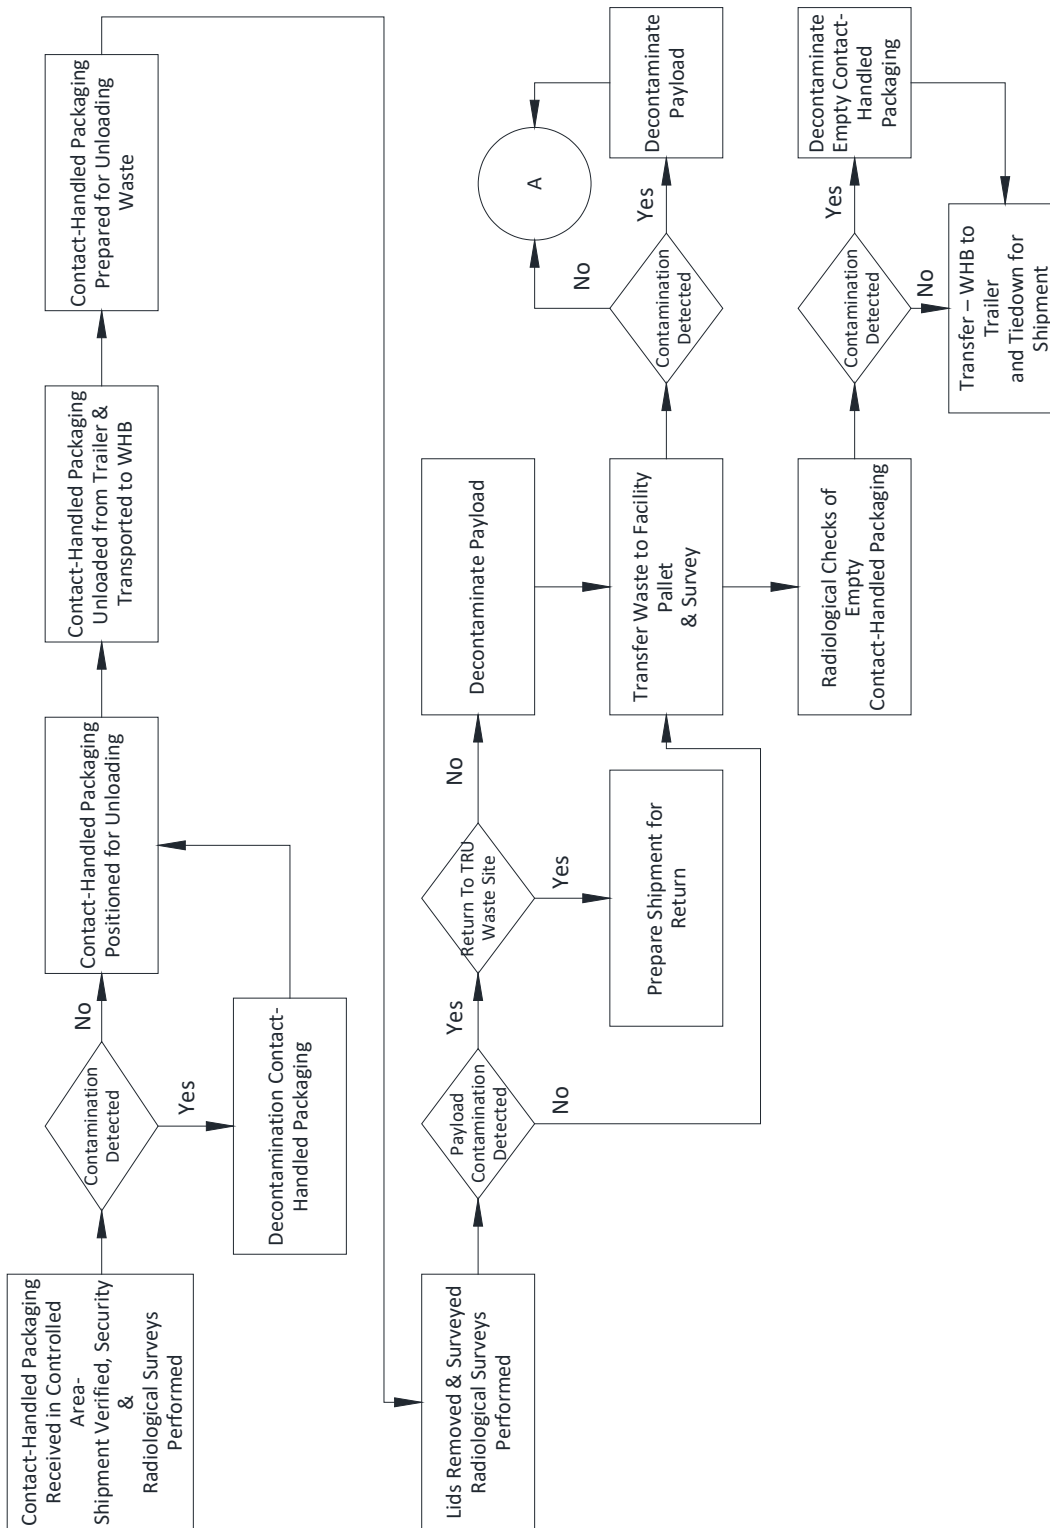 Contact-Handled Packaging
Received in Controlled
Area-
Shipment Verified, Security
&
Radiological Surveys
Performed
Contamination
Detected
No
Yes
Decontamination Contact-
Handled Packaging
Contact-Handled Packaging
Positioned for Unloading
Contact-Handled Packaging
Unloaded from Trailer &
Transported to WHB
Contact-Handled Packaging
Prepared for Unloading
Waste
Lids Removed & Surveyed
Radiological Surveys
Performed
Payload
Contamination
Detected
Yes
No
Return To TRU
Waste Site
No
Yes
Prepare Shipment for
Return
Decontaminate Payload
Transfer Waste to Facility
Pallet
& Survey
Contamination
Detected
No
Yes
Decontaminate
Payload
A
Radiological Checks of
Empty
Contact-Handled Packaging
Contamination
Detected
Yes
No
Decontaminate
Empty Contact-
Handled
Packaging
Transfer – WHB to
Trailer
and Tiedown for
Shipment